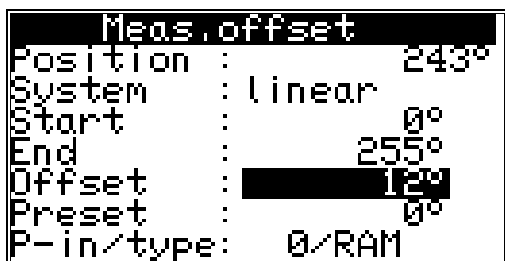 Meas.offset
Position : 243°
System : linear
Start : 0°
End : 255°
Offset : 12°
Preset : 0°
P-in/type: 0/RAM